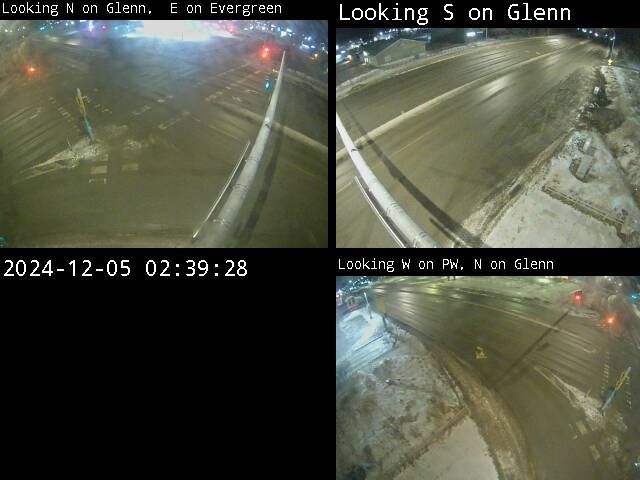 Looking N on Glenn,  E on Evergreen
Looking S on Glenn
2024-12-05 02:39:28
Looking W on PW, N on Glenn